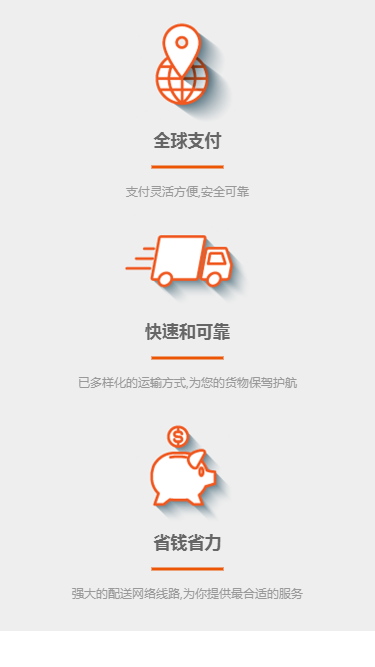 全球支付
支付灵活方便,安全可靠
快速和可靠
已多样化的运输方式,为您的货物保驾护航
$
省钱省力
强大的配送网络线路,为你提供最合适的服务